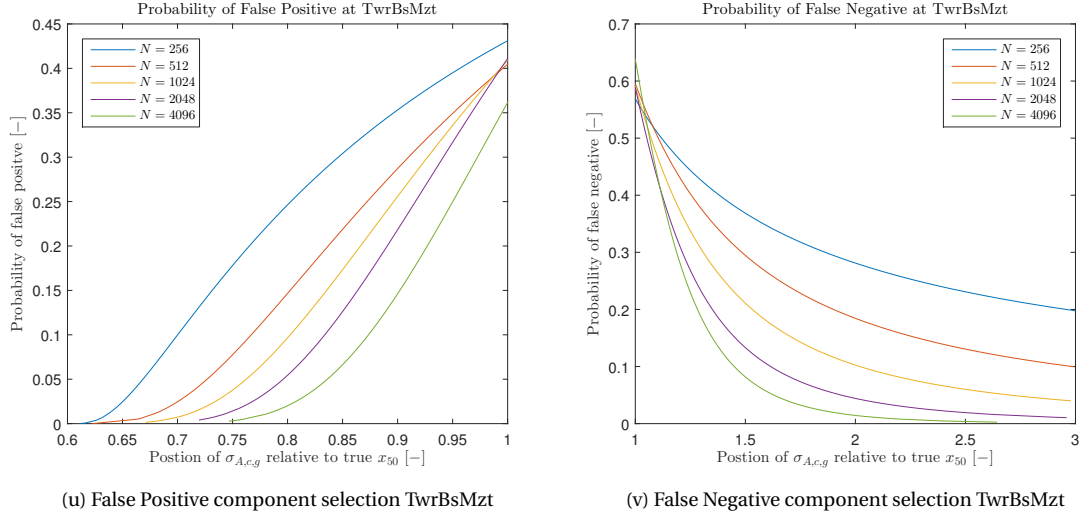 Probability of False Positive at TwrBsMzt
0.45
0.4
0.35
0.3
0.25
0.2
0.15
0.1
0.05
0
N = 256
N = 512
N = 1024
N = 2048
N = 4096
Probability of false positve [−]
0.6 0.65 0.7 0.75 0.8 0.85 0.9 0.95 1
Postion of σA,c,g relative to true x50 [−]
(u) False Positive component selection TwrBsMzt
Probability of False Negative at TwrBsMzt
0.7
0.6
0.5
0.4
0.3
0.2
0.1
0
N = 256
N = 512
N = 1024
N = 2048
N = 4096
Probability of false negative [−]
1 1.5 2 2.5 3
Postion of σA,c,g relative to true x50 [−]
(v) False Negative component selection TwrBsMzt